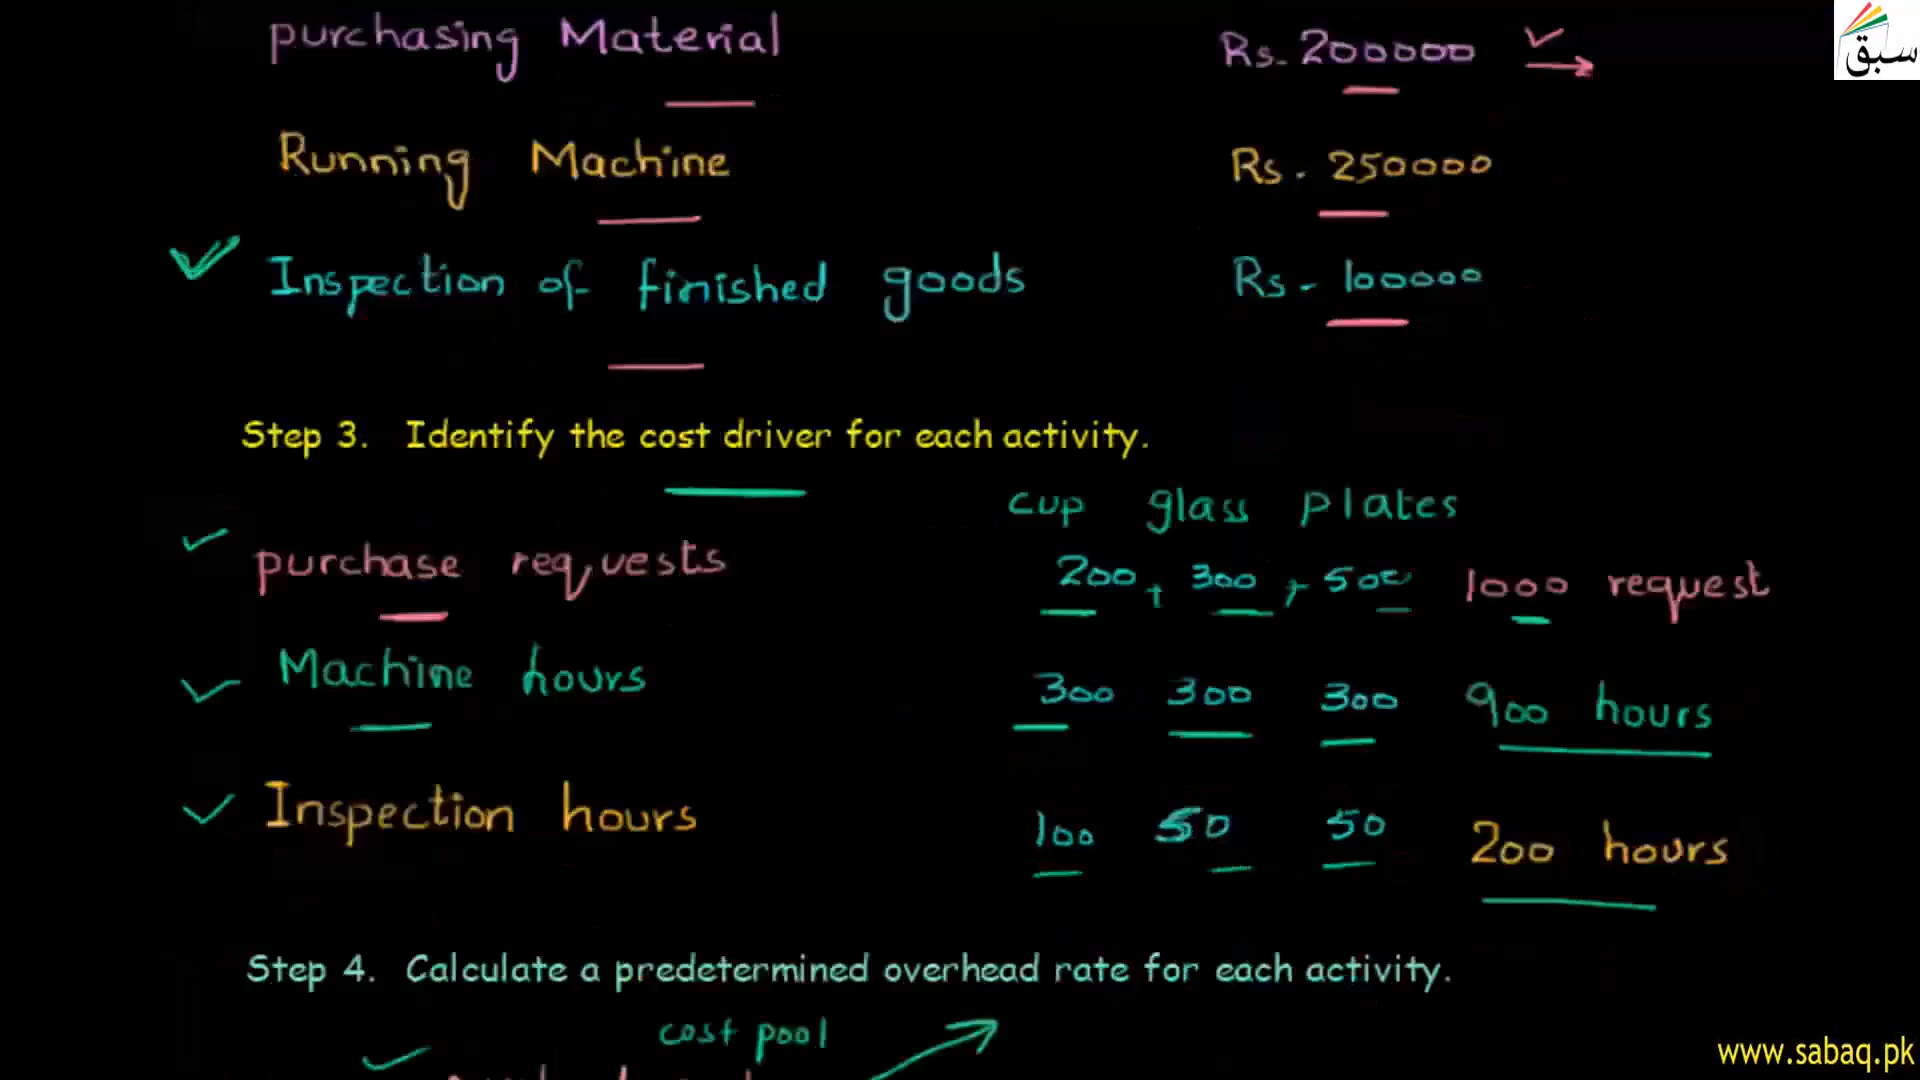 purchasing Material Rs. 200000
سبق
Running Machine Rs. 250000
Inspection of finished goods Rs. 100000
Step 3. Identify the cost driver for each activity.
cup glass plates
purchase requests 200 + 300 + 500 1000 request
Machine hours 300 300 300 900 hours
Inspection hours 100 50 50 200 hours
Step 4. Calculate a predetermined overhead rate for each activity.
cost pool
www.sabaq.pk